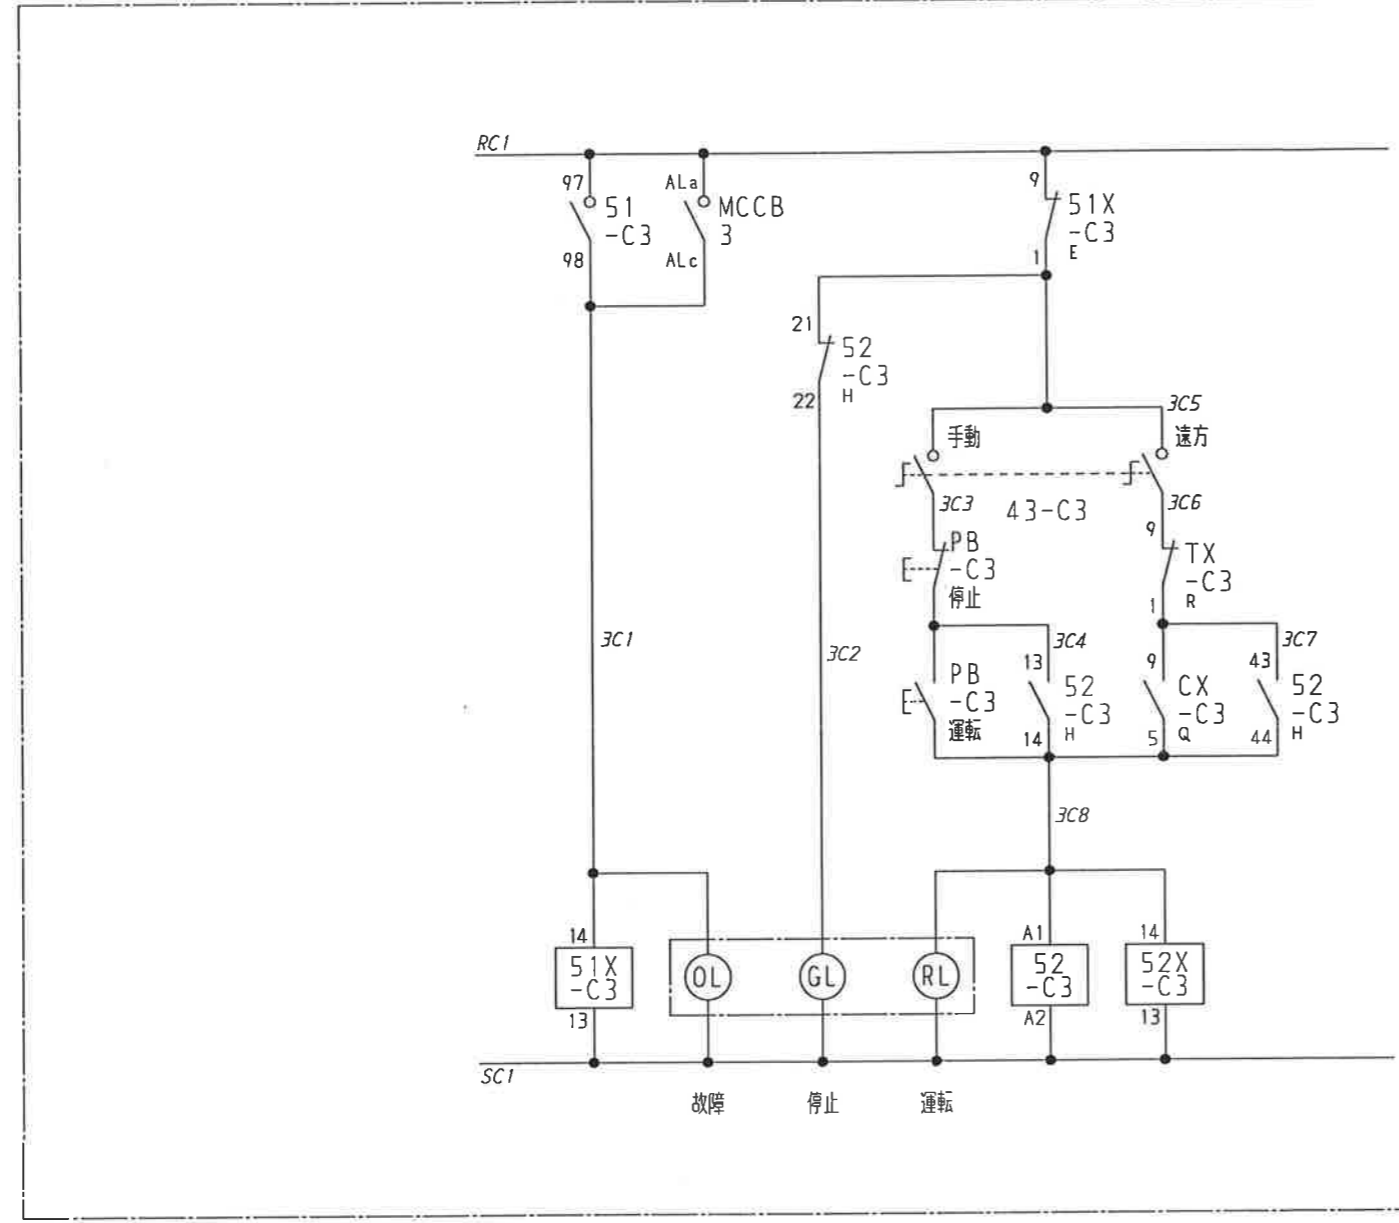 RC1
97
51
-C3
98
ALa
MCCB
3
ALc
9
51X
-C3
E
1
21
52
-C3
H
22
3C5
手動
遠方
3C3
43-C3
3C6
PB
-C3
停止
9
TX
-C3
R
1
3C1
3C2
3C4
3C7
PB
-C3
運転
13
52
-C3
H
14
9
CX
-C3
Q
5
43
52
-C3
H
44
3C8
14
51X
-C3
13
OL
GL
RL
A1
52
-C3
A2
14
52X
-C3
13
SC1
故障
停止
運転